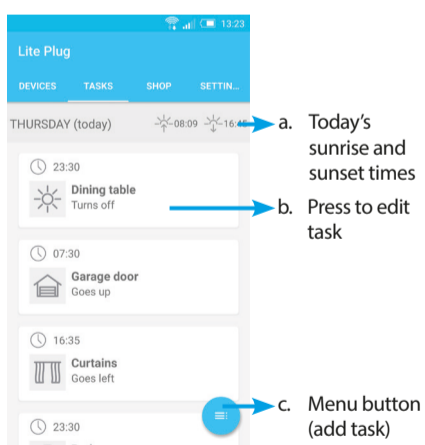 13:23
Lite Plug
DEVICES TASKS SHOP SETTIN...
THURSDAY (today) 08:09 16:45
a. Today's
sunrise and
sunset times
23:30
Dining table
Turns off
b. Press to edit
task
07:30
Garage door
Goes up
16:35
Curtains
Goes left
c. Menu button
(add task)
23:30